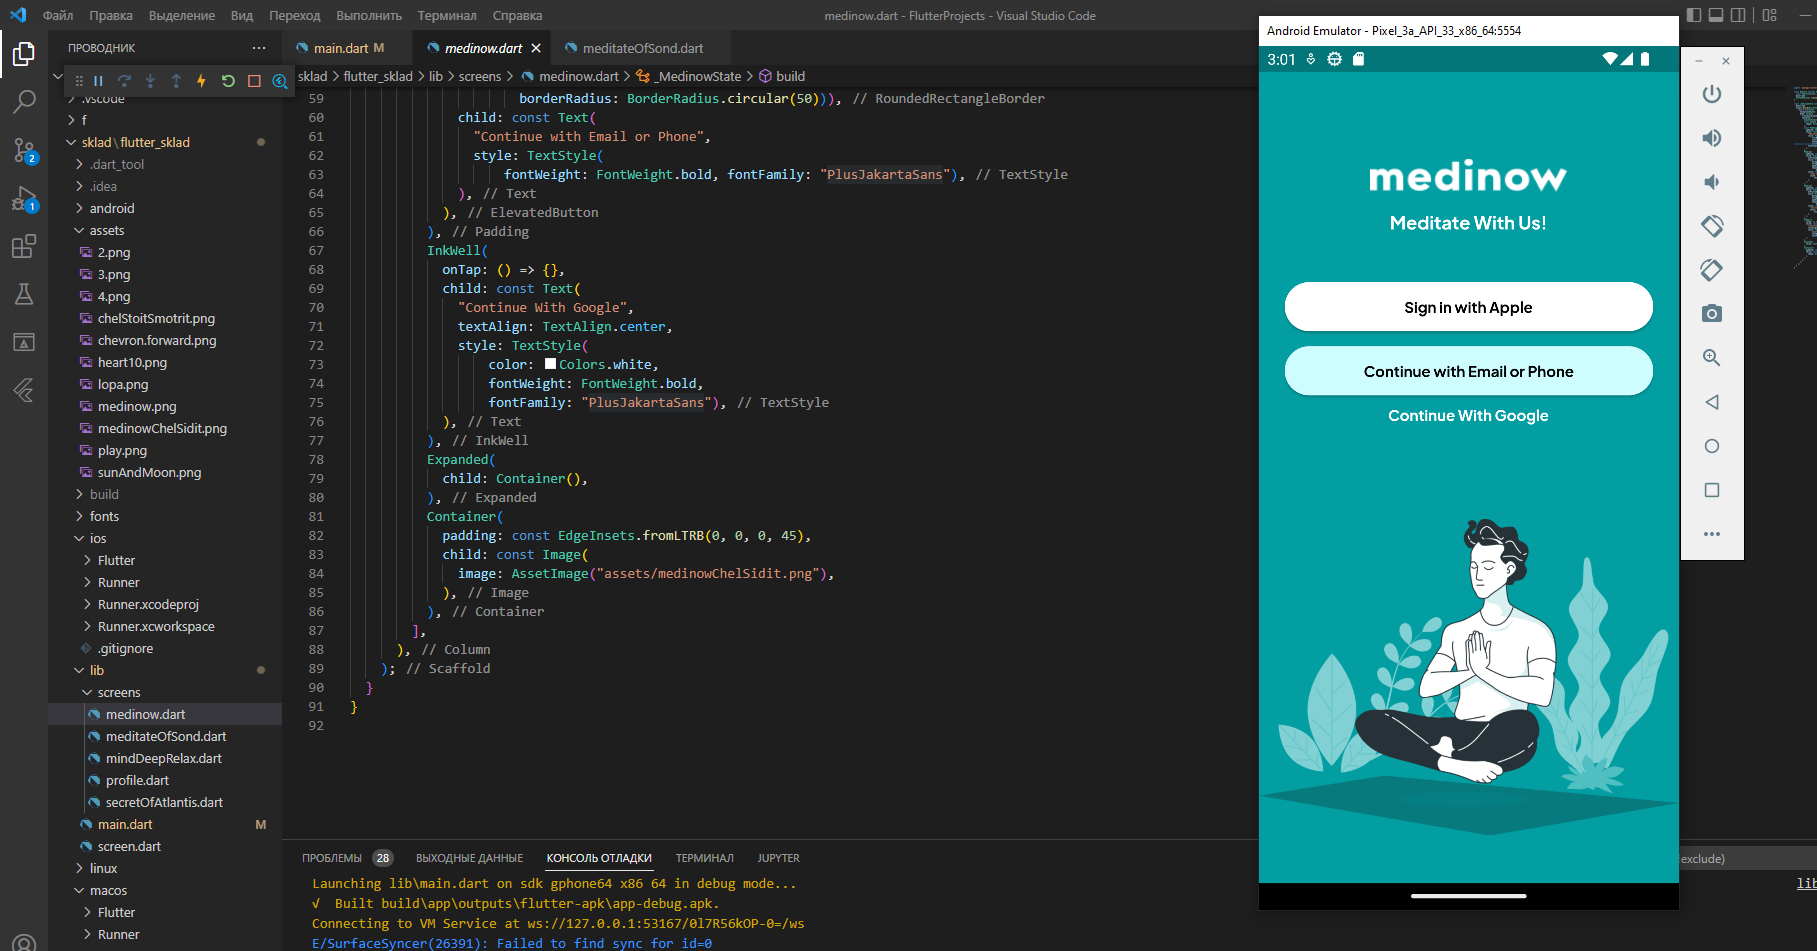 Файл Правка Выделение Вид Переход Выполнить Терминал Справка
medinow.dart - FlutterProjects - Visual Studio Code
ПРОВОДНИК
.vscode
f
sklad\flutter_sklad
.dart_tool
.idea
android
assets
2.png
3.png
4.png
chelStoitSmotrit.png
chevron.forward.png
heart10.png
lopa.png
medinow.png
medinowChelSidit.png
play.png
sunAndMoon.png
build
fonts
ios
Flutter
Runner
Runner.xcodeproj
Runner.xcworkspace
.gitignore
lib
screens
medinow.dart
meditateOfSond.dart
mindDeepRelax.dart
profile.dart
secretOfAtlantis.dart
main.dart M
screen.dart
linux
macos
Flutter
Runner
2
1
main.dart M medinow.dart meditateOfSond.dart
sklad > flutter_sklad > lib > screens > medinow.dart > _MedinowState > build
59 borderRadius: BorderRadius.circular(50))), // RoundedRectangleBorder
60 child: const Text(
61 "Continue with Email or Phone",
62 style: TextStyle(
63 fontWeight: FontWeight.bold, fontFamily: "PlusJakartaSans"), // TextStyle
64 ), // Text
65 ), // ElevatedButton
66 ), // Padding
67 InkWell(
68 onTap: () => {},
69 child: const Text(
70 "Continue With Google",
71 textAlign: TextAlign.center,
72 style: TextStyle(
73 color: Colors.white,
74 fontWeight: FontWeight.bold,
75 fontFamily: "PlusJakartaSans"), // TextStyle
76 ), // Text
77 ), // InkWell
78 Expanded(
79 child: Container(),
80 ), // Expanded
81 Container(
82 padding: const EdgeInsets.fromLTRB(0, 0, 0, 45),
83 child: const Image(
84 image: AssetImage("assets/medinowChelSidit.png"),
85 ), // Image
86 ), // Container
87 ],
88 ), // Column
89 ); // Scaffold
90 }
91 }
92
ПРОБЛЕМЫ 28 ВЫХОДНЫЕ ДАННЫЕ КОНСОЛЬ ОТЛАДКИ ТЕРМИНАЛ JUPYTER
Launching lib\main.dart on sdk gphone64 x86 64 in debug mode...
√ Built build\app\outputs\flutter-apk\app-debug.apk.
Connecting to VM Service at ws://127.0.0.1:53167/0l7R56kOP-0=/ws
E/SurfaceSyncer(26391): Failed to find sync for id=0
exclude)
lib
Android Emulator - Pixel_3a_API_33_x86_64:5554
3:01
medinow
Meditate With Us!
Sign in with Apple
Continue with Email or Phone
Continue With Google